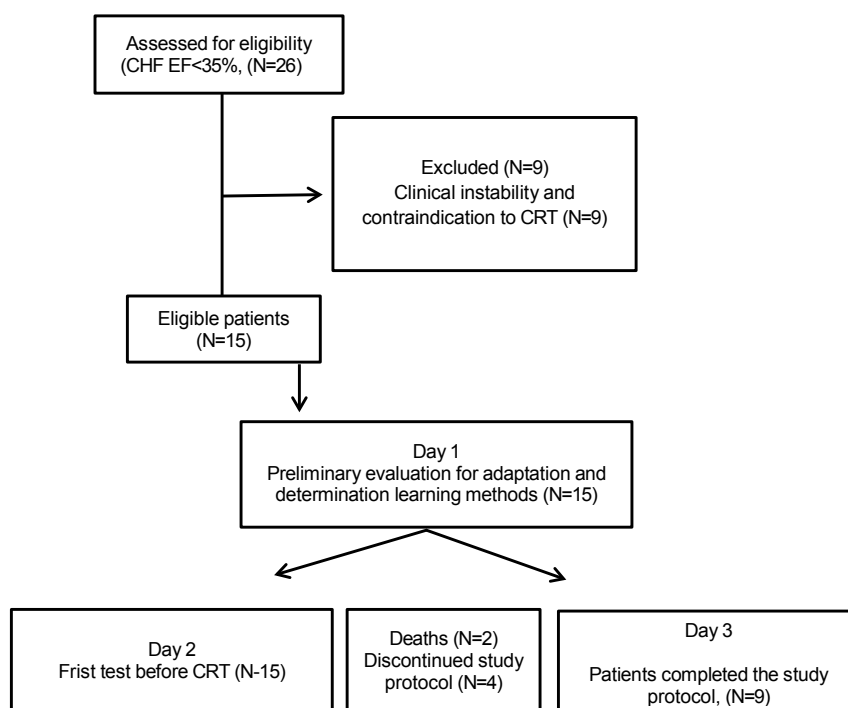 Assessed for eligibility
(CHF EF<35%, (N=26)
Excluded (N=9)
Clinical instability and
contraindication to CRT (N=9)
Eligible patients
(N=15)
Day 1
Preliminary evaluation for adaptation and
determination learning methods (N=15)
Day 2
Frist test before CRT (N-15)
Deaths (N=2)
Discontinued study
protocol (N=4)
Day 3
Patients completed the study
protocol, (N=9)